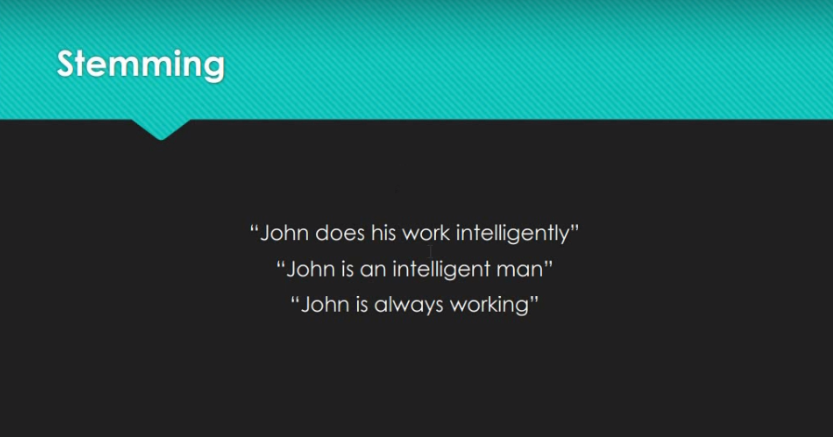 Stemming
“John does his work intelligently”
“John is an intelligent man”
“John is always working”